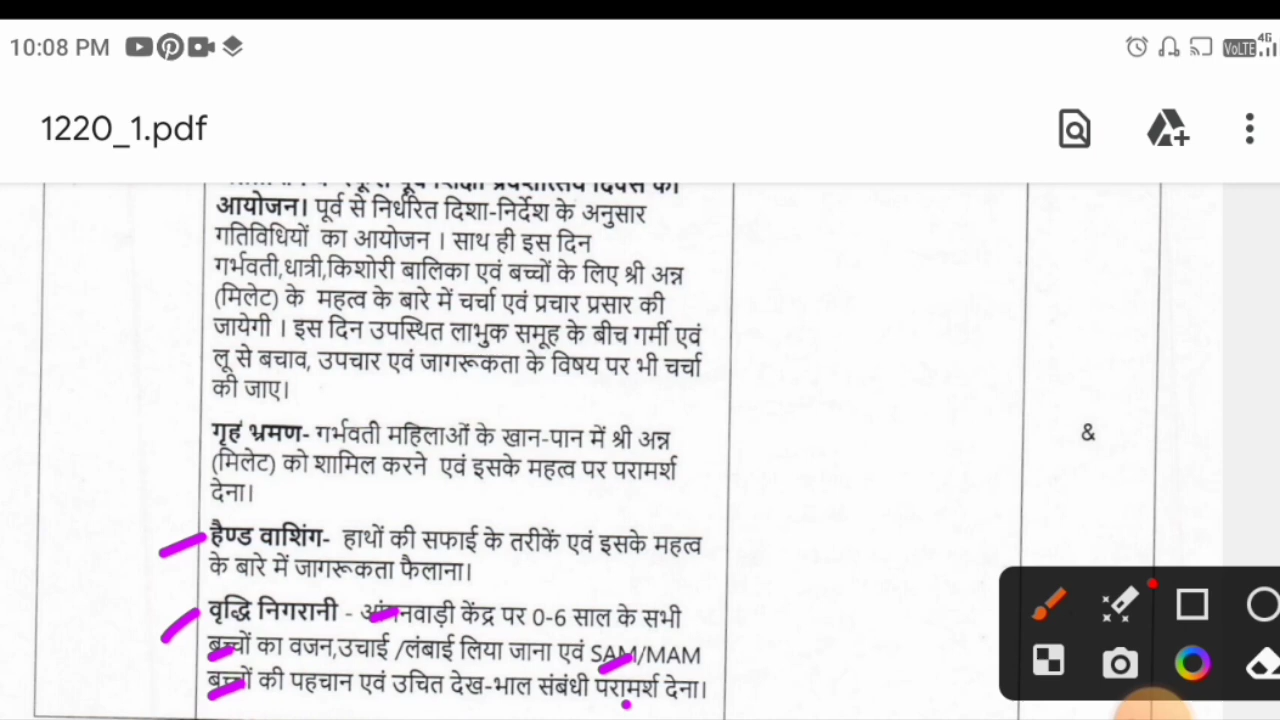 10:08 PM
4G
VoLTE
1220_1.pdf
आयोजन। पूर्व से निर्धरित दिशा-निर्देश के अनुसार
गतिविधियों का आयोजन । साथ ही इस दिन
गर्भवती,धात्री,किशोरी बालिका एवं बच्चों के लिए श्री अन्न
(मिलेट) के महत्व के बारे में चर्चा एवं प्रचार प्रसार की
जायेगी । इस दिन उपस्थित लाभुक समूह के बीच गर्मी एवं
लू से बचाव, उपचार एवं जागरूकता के विषय पर भी चर्चा
की जाए।
गृह भ्रमण- गर्भवती महिलाओं के खान-पान में श्री अन्न
(मिलेट) को शामिल करने एवं इसके महत्व पर परामर्श
देना।
&
हैण्ड वाशिंग- हाथों की सफाई के तरीकें एवं इसके महत्व
के बारे में जागरूकता फैलाना।
वृद्धि निगरानी - आंगनवाड़ी केंद्र पर 0-6 साल के सभी
बच्चों का वजन,उचाई /लंबाई लिया जाना एवं SAM/MAM
बच्चों की पहचान एवं उचित देख-भाल संबंधी परामर्श देना।